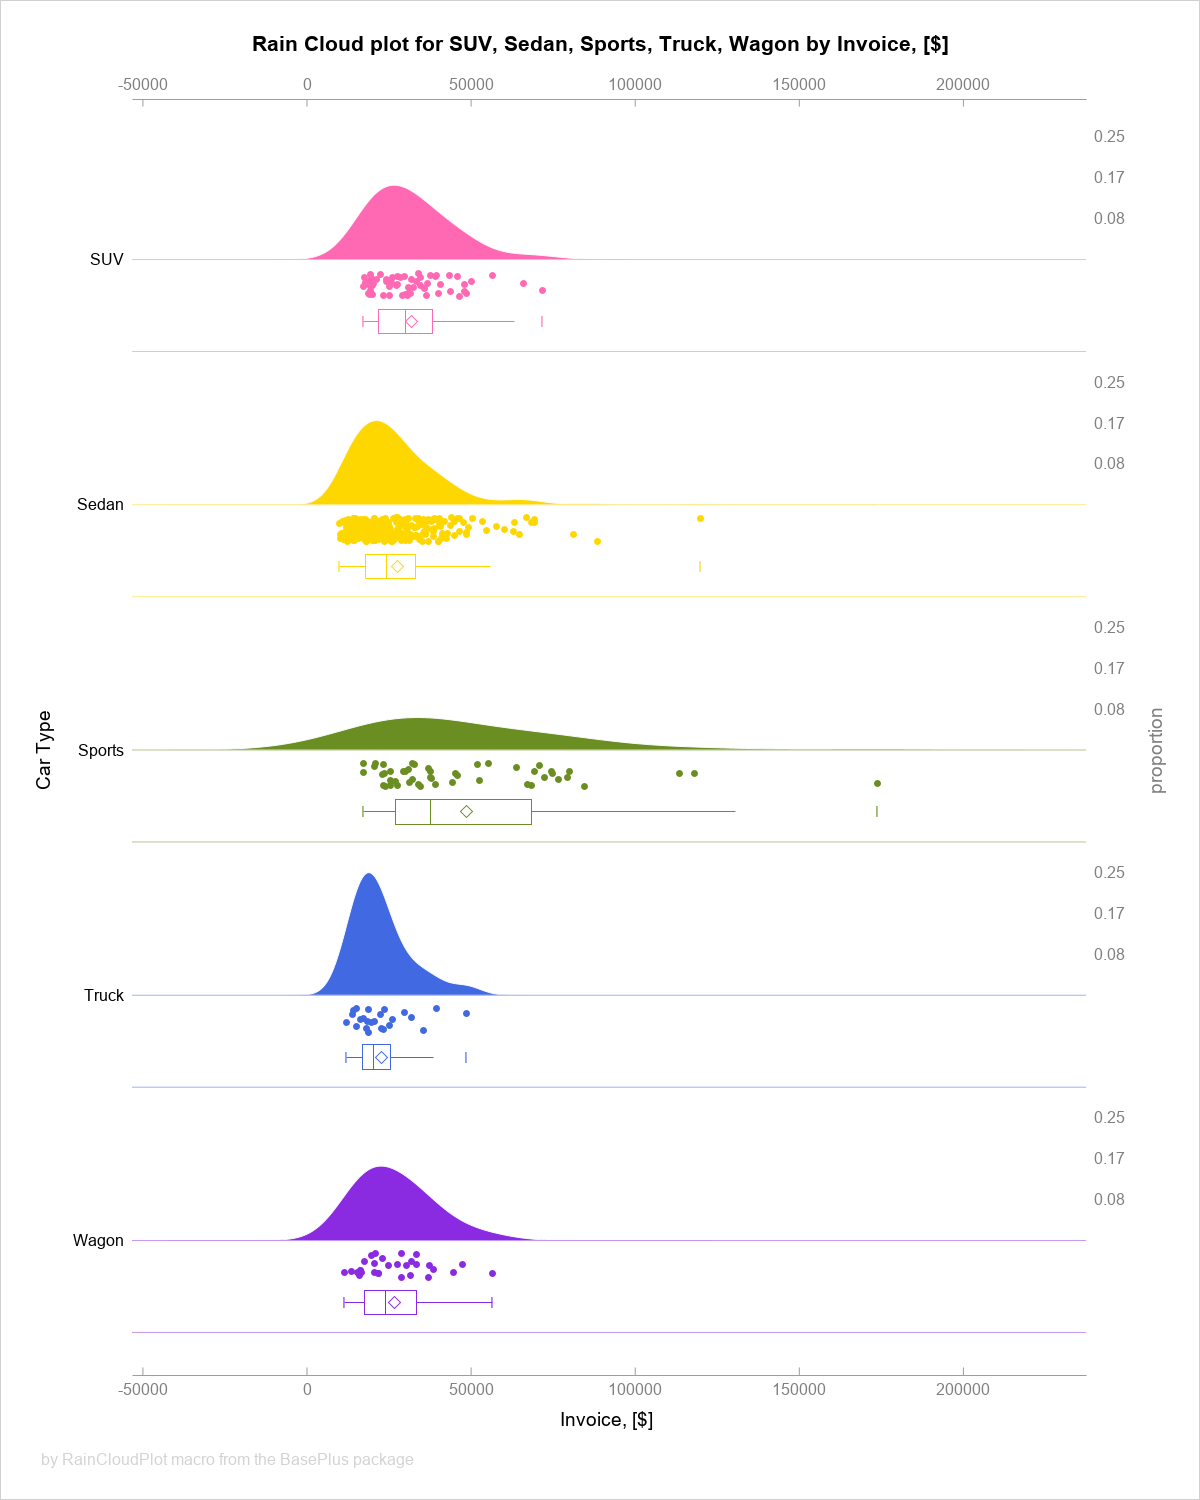 Rain Cloud plot for SUV, Sedan, Sports, Truck, Wagon by Invoice, [$]
-50000 0 50000 100000 150000 200000
0.25
0.17
0.08
SUV
0.25
0.17
0.08
Sedan
0.25
0.17
0.08
Sports
Car Type
proportion
0.25
0.17
0.08
Truck
0.25
0.17
0.08
Wagon
-50000 0 50000 100000 150000 200000
Invoice, [$]
by RainCloudPlot macro from the BasePlus package